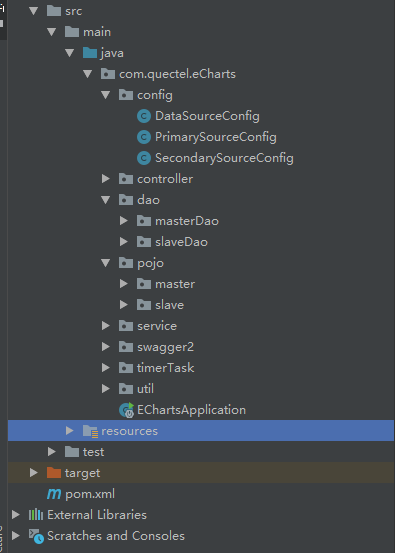 src
main
java
com.quectel.eCharts
config
DataSourceConfig
PrimarySourceConfig
SecondarySourceConfig
controller
dao
masterDao
slaveDao
pojo
master
slave
service
swagger2
timerTask
util
EChartsApplication
resources
test
target
pom.xml
External Libraries
Scratches and Consoles